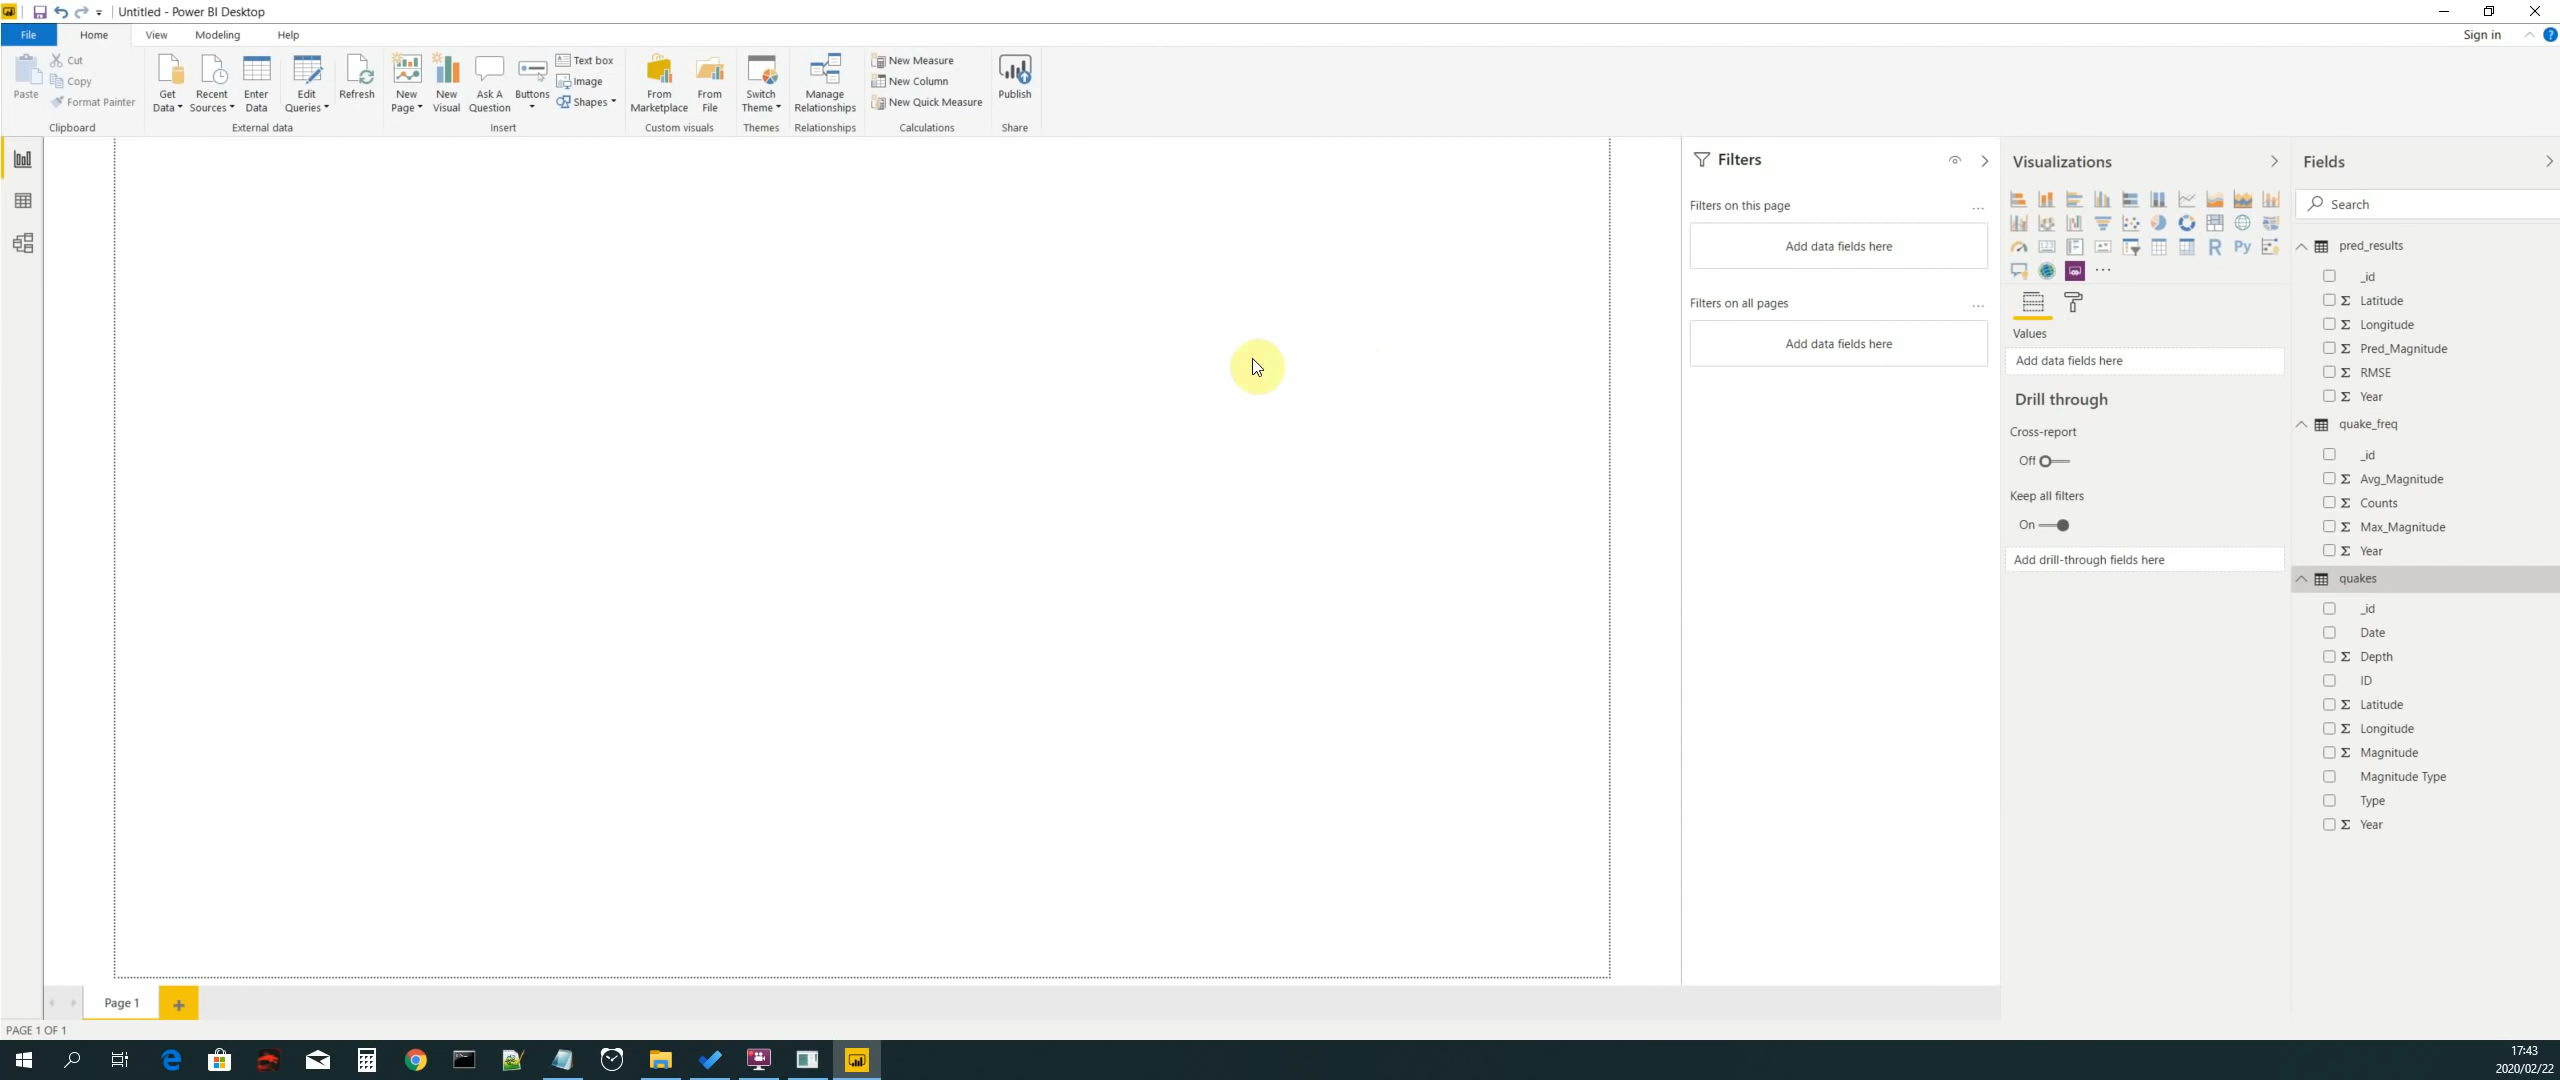 Untitled - Power BI Desktop
File Home View Modeling Help Sign in ?
Paste
Cut
Copy
Format Painter
Clipboard
Get Data
Recent Sources
Enter Data
Edit Queries
Refresh
External data
New Page
New Visual
Ask A Question
Buttons
Text box
Image
Shapes
Insert
From Marketplace
From File
Custom visuals
Switch Theme
Themes
Manage Relationships
Relationships
New Measure
New Column
New Quick Measure
Calculations
Publish
Share
Filters
Filters on this page ...
Add data fields here
Filters on all pages ...
Add data fields here
Visualizations
R Py
...
Values
Add data fields here
Drill through
Cross-report
Off
Keep all filters
On
Add drill-through fields here
Fields
Search
pred_results
_id
Σ Latitude
Σ Longitude
Σ Pred_Magnitude
Σ RMSE
Σ Year
quake_freq
_id
Σ Avg_Magnitude
Σ Counts
Σ Max_Magnitude
Σ Year
quakes
_id
Date
Σ Depth
ID
Σ Latitude
Σ Longitude
Σ Magnitude
Magnitude Type
Type
Σ Year
Page 1 +
PAGE 1 OF 1
17:43
2020/02/22